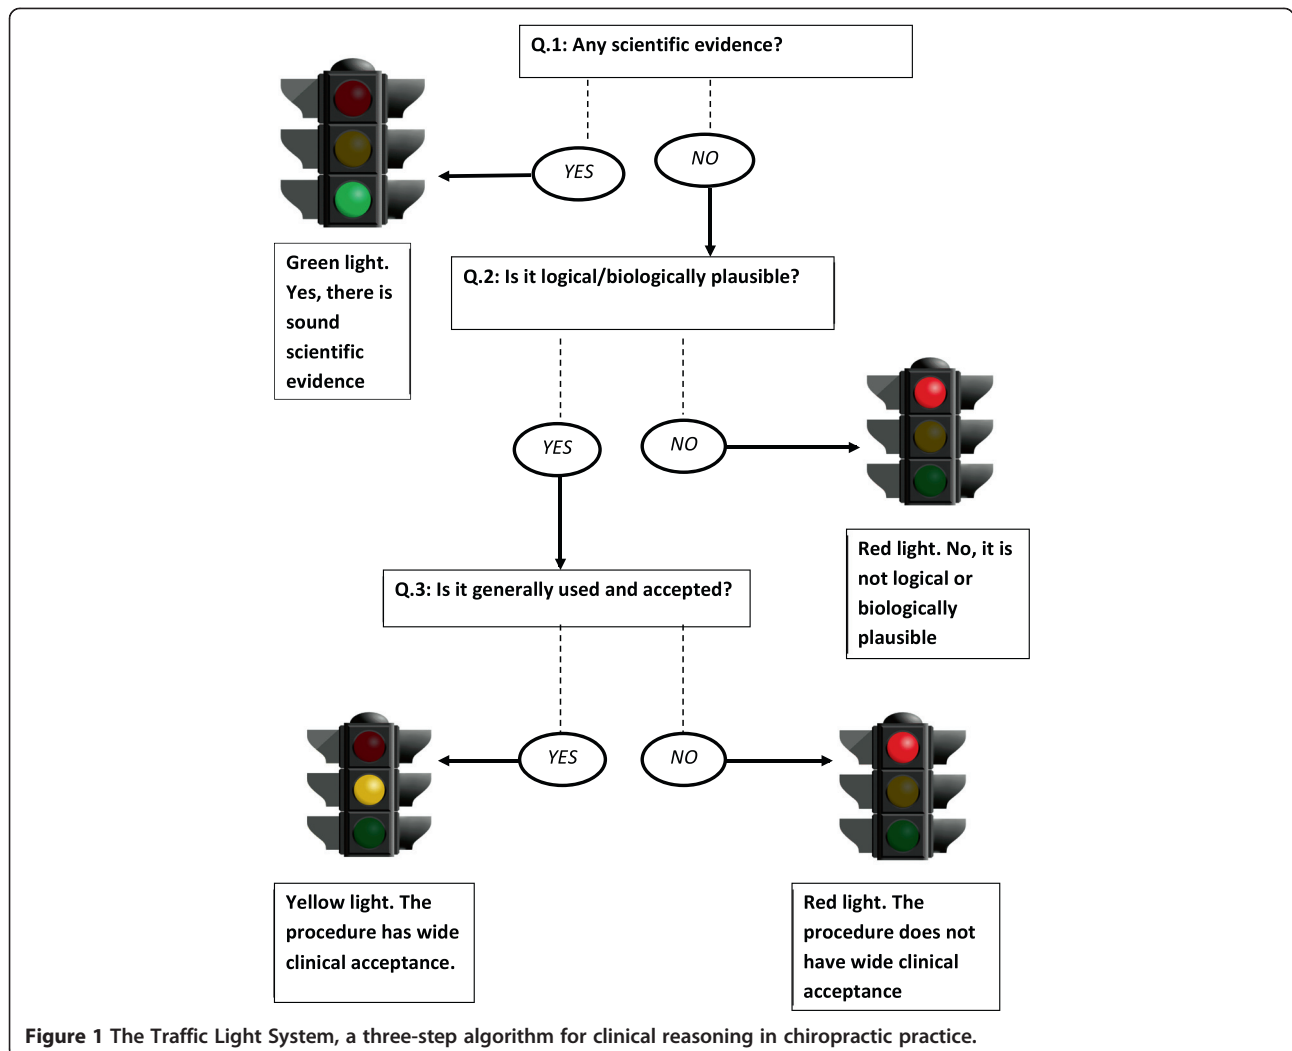 Q.1: Any scientific evidence?
YES
NO
Green light.
Yes, there is
sound
scientific
evidence
Q.2: Is it logical/biologically plausible?
YES
NO
Red light. No, it is
not logical or
biologically
plausible
Q.3: Is it generally used and accepted?
YES
NO
Yellow light. The
procedure has wide
clinical acceptance.
Red light. The
procedure does not
have wide clinical
acceptance
Figure 1 The Traffic Light System, a three-step algorithm for clinical reasoning in chiropractic practice.